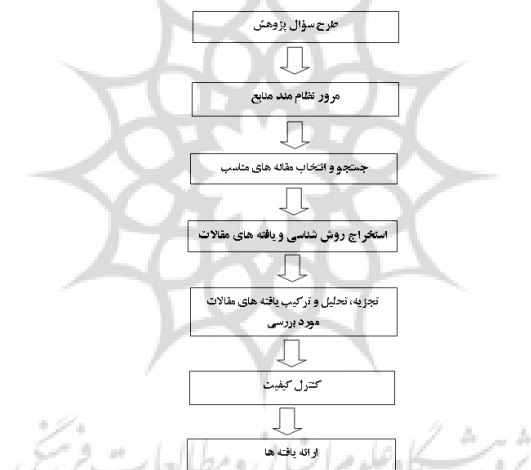 طرح سؤال پژوهش
مرور نظام مند منابع
جستجو و انتخاب مقاله های مناسب
استخراج روش شناسی و یافته های مقالات
تجزیه، تحلیل و ترکیب یافته های مقالات
مورد بررسی
کنترل کیفیت
ارائه یافته ها